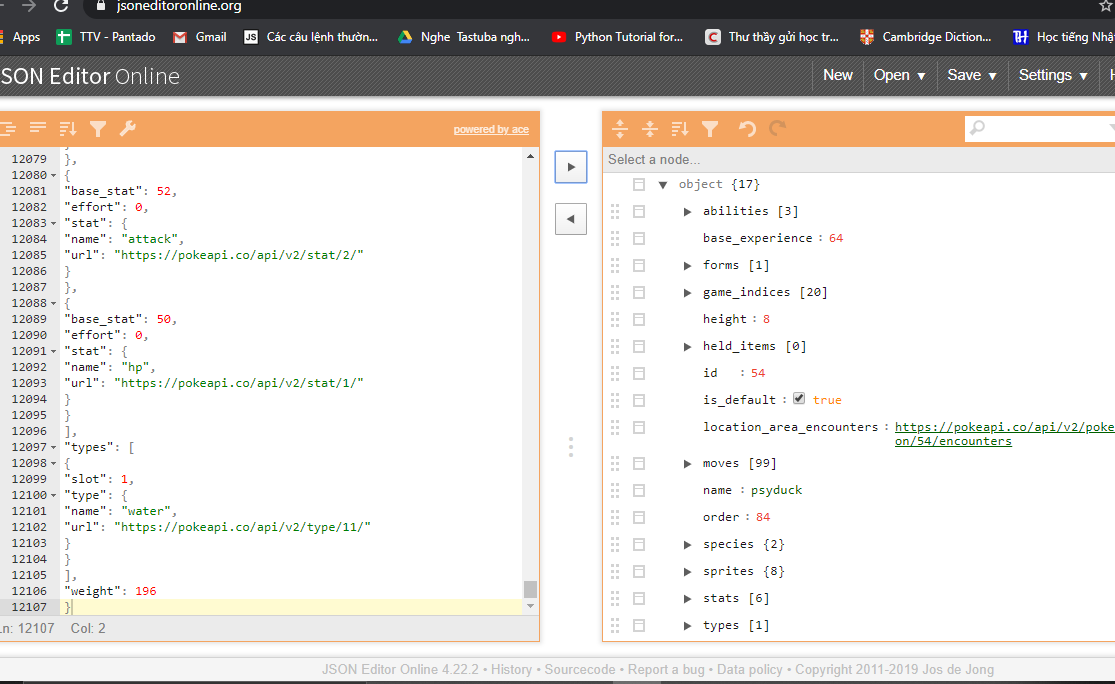 jsoneditoronline.org
Apps TTV - Pantado Gmail JS Các câu lệnh thườn... Nghe Tastuba ng... Python Tutorial for... C Thư thầy gửi học tr... Cambridge Diction... Học tiếng Nhậ
SON Editor Online New Open ▼ Save ▼ Settings ▼
powered by ace
Select a node...
12079 },
12080 {
12081 "base_stat": 52,
12082 "effort": 0,
12083 "stat": {
12084 "name": "attack",
12085 "url": "https://pokeapi.co/api/v2/stat/2/"
12086 }
12087 },
12088 {
12089 "base_stat": 50,
12090 "effort": 0,
12091 "stat": {
12092 "name": "hp",
12093 "url": "https://pokeapi.co/api/v2/stat/1/"
12094 }
12095 }
12096 ],
12097 "types": [
12098 {
12099 "slot": 1,
12100 "type": {
12101 "name": "water",
12102 "url": "https://pokeapi.co/api/v2/type/11/"
12103 }
12104 }
12105 ],
12106 "weight": 196
12107 }
Ln: 12107 Col: 2
object {17}
abilities [3]
base_experience : 64
forms [1]
game_indices [20]
height : 8
held_items [0]
id : 54
is_default : true
location_area_encounters : https://pokeapi.co/api/v2/poke
on/54/encounters
moves [99]
name : psyduck
order : 84
species {2}
sprites {8}
stats [6]
types [1]
JSON Editor Online 4.22.2 • History • Sourcecode • Report a bug • Data policy • Copyright 2011-2019 Jos de Jong